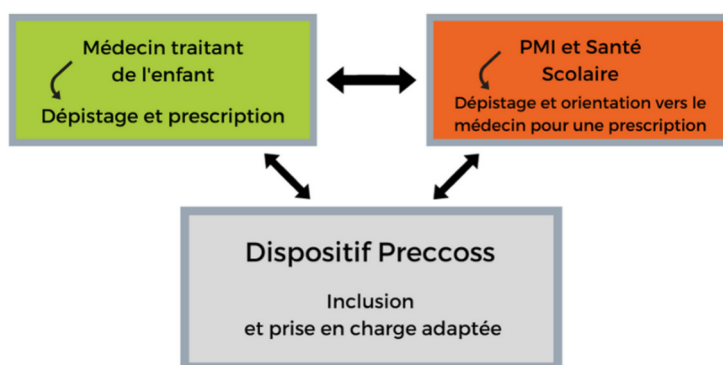 Médecin traitant
de l'enfant
Dépistage et prescription
PMI et Santé
Scolaire
Dépistage et orientation vers le
médecin pour une prescription
Dispositif Preccoss
Inclusion
et prise en charge adaptée